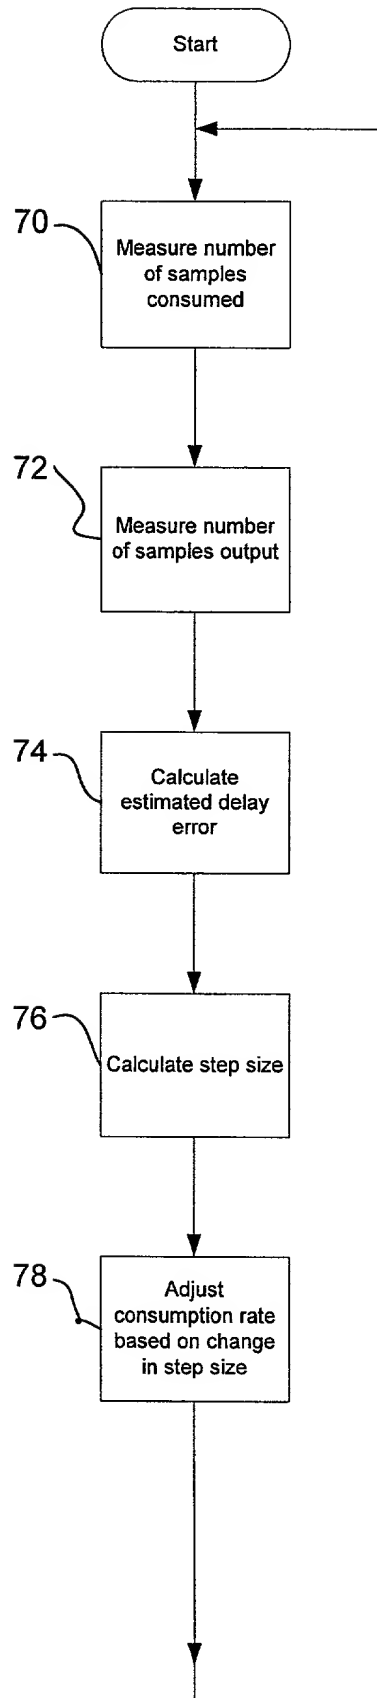 Start
70
Measure number
of samples
consumed
72
Measure number
of samples output
74
Calculate
estimated delay
error
76
Calculate step size
78
Adjust
consumption rate
based on change
in step size